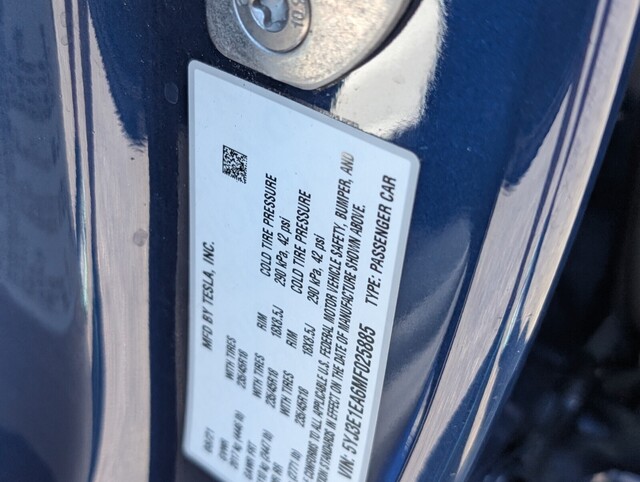 MFD BY TESLA, INC.
WITH TIRES RIM COLD TIRE PRESSURE
235/45R18 18X8.5J 290 kPa, 42 psi
WITH TIRES RIM COLD TIRE PRESSURE
235/45R18 18X8.5J 290 kPa, 42 psi
CONFORMS TO ALL APPLICABLE U.S. FEDERAL MOTOR VEHICLE SAFETY, BUMPER, AND
STANDARDS IN EFFECT ON THE DATE OF MANUFACTURE SHOWN ABOVE.
VIN: 5YJ3E1EA6MF025885 TYPE: PASSENGER CAR